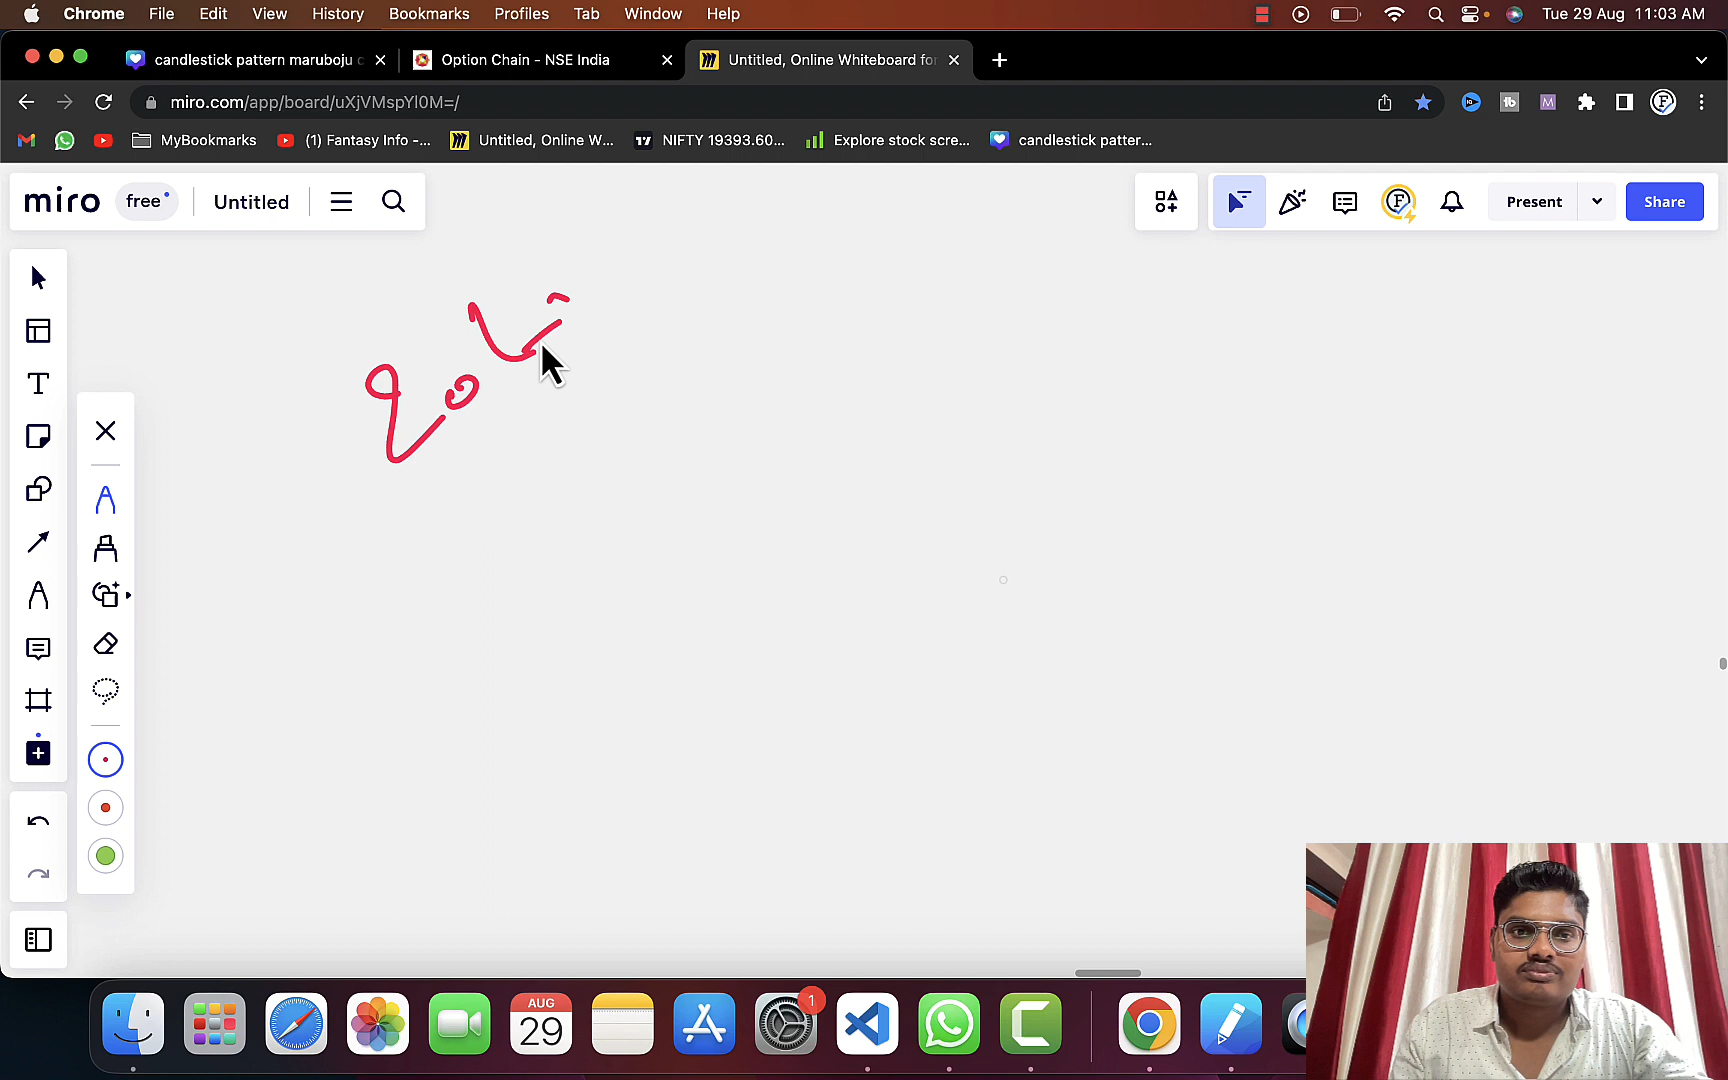 Chrome File Edit View History Bookmarks Profiles Tab Window Help Tue 29 Aug 11:03 AM
candlestick pattern maruboju c Option Chain - NSE India Untitled, Online Whiteboard for
miro.com/app/board/uXjVMspYl0M=/
MyBookmarks (1) Fantasy Info -... Untitled, Online W... NIFTY 19393.60... Explore stock scre... candlestick patter...
miro free Untitled Present Share
AUG
29
1